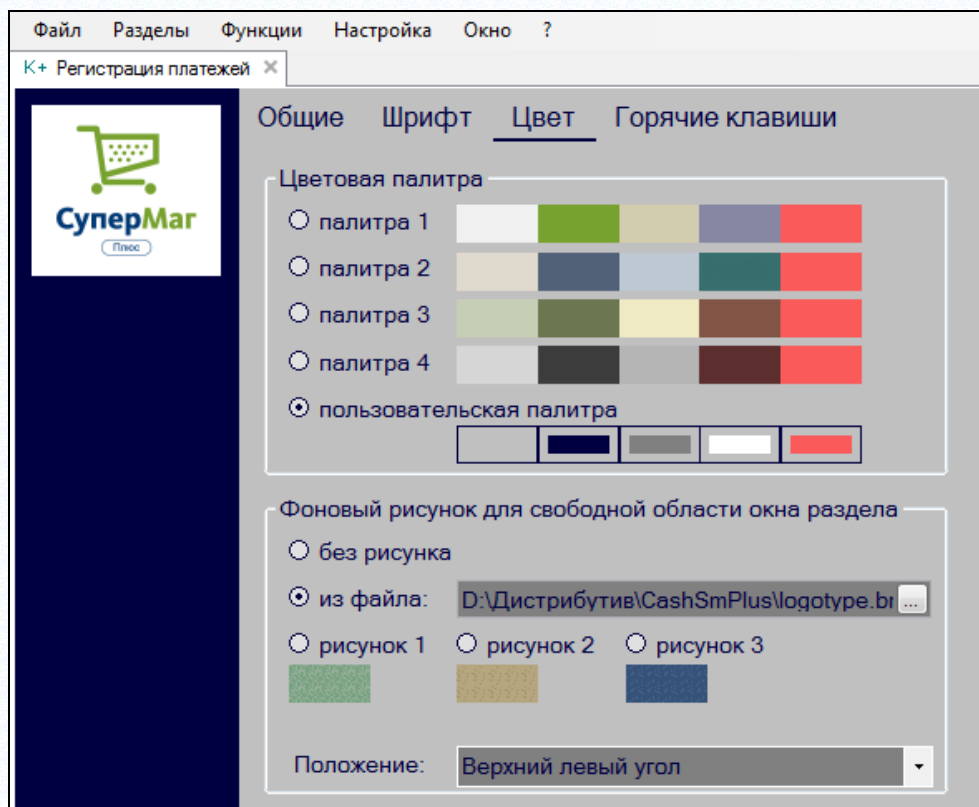 Файл Разделы Функции Настройка Окно ?
К+ Регистрация платежей
СуперМаг
Плюс
Общие Шрифт Цвет Горячие клавиши
Цветовая палитра
палитра 1
палитра 2
палитра 3
палитра 4
пользовательская палитра
Фоновый рисунок для свободной области окна раздела
без рисунка
из файла: D:\Дистрибутив\CashSmPlus\logotype.br ...
рисунок 1 рисунок 2 рисунок 3
Положение: Верхний левый угол